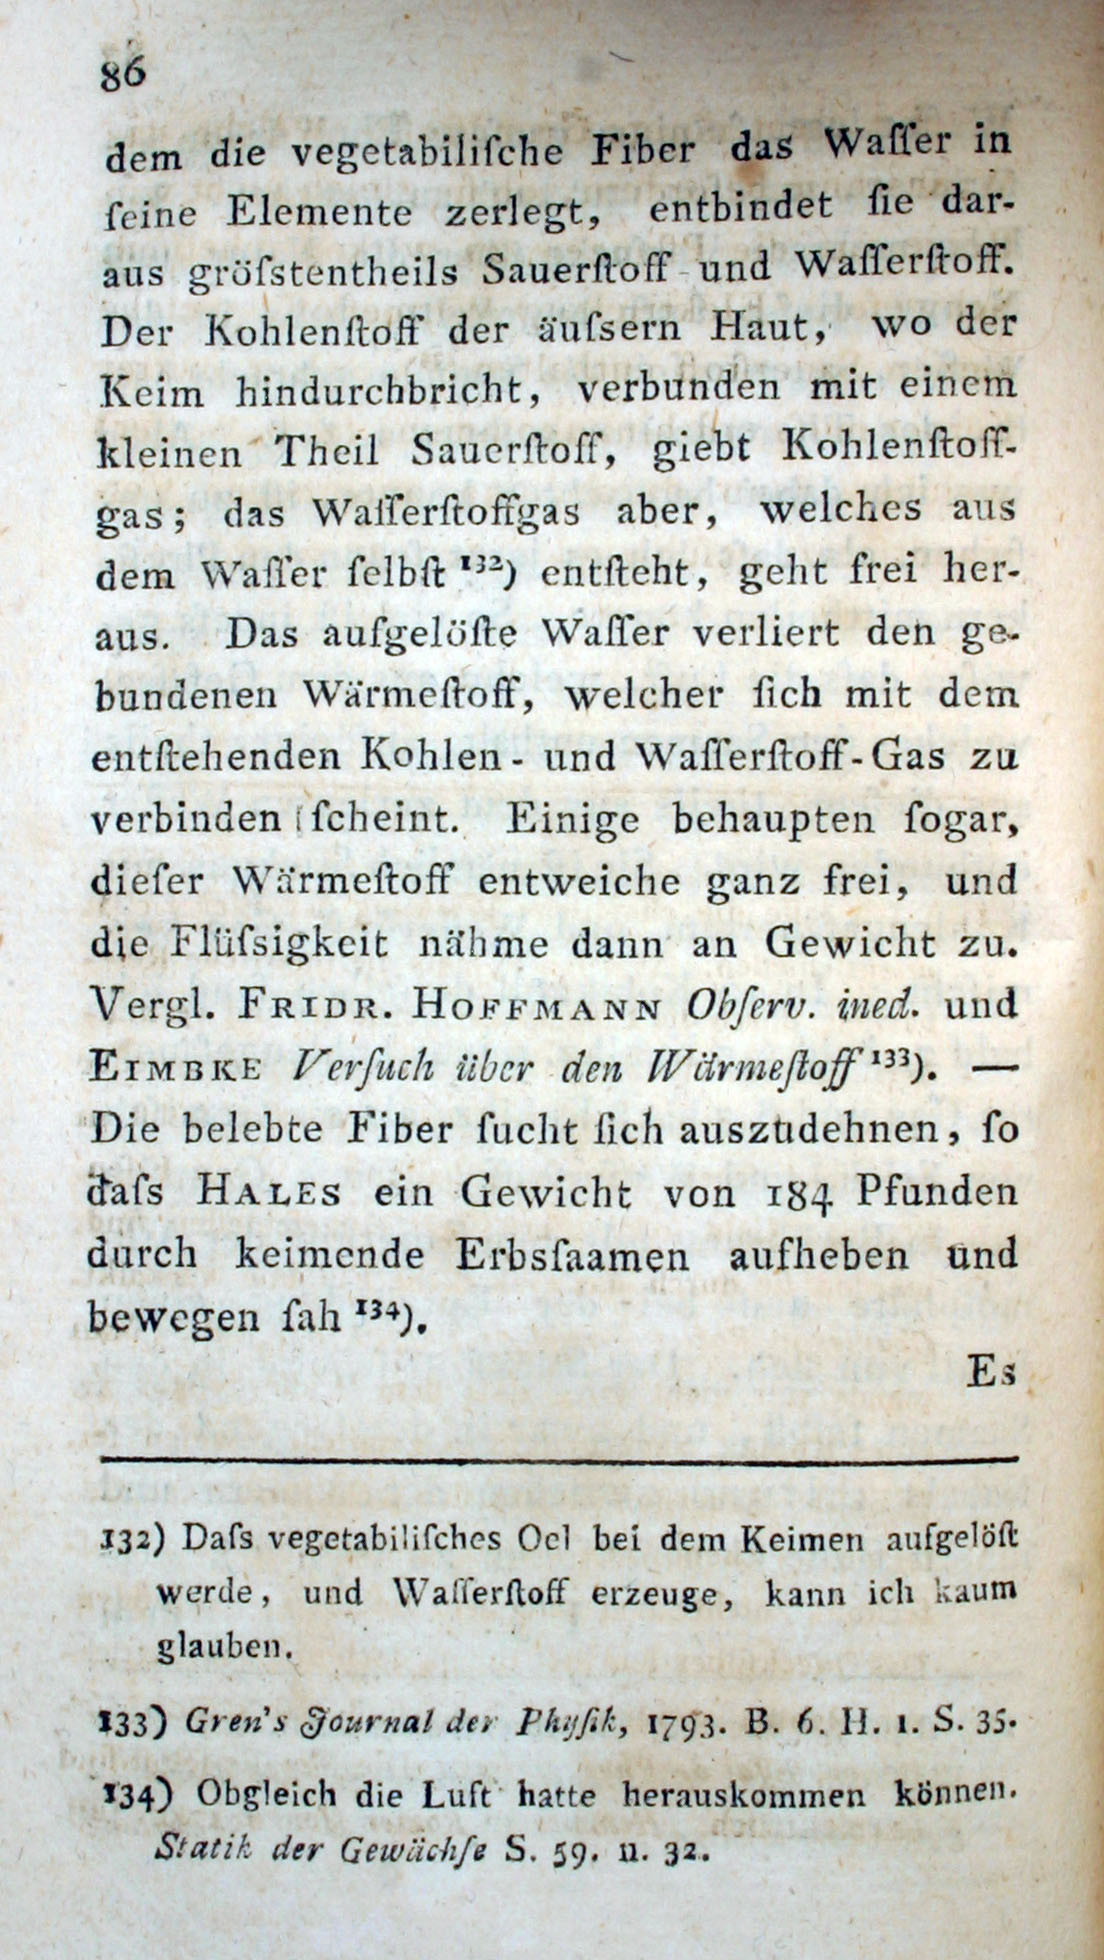 86
dem die vegetabiliſche Fiber das Waſſer in
ſeine Elemente zerlegt, entbindet ſie dar-
aus gröſstentheils Sauerſtoff und Waſſerſtoff.
Der Kohlenſtoff der äuſsern Haut, wo der
Keim hindurchbricht, verbunden mit einem
kleinen Theil Sauerſtoff, giebt Kohlenſtoff-
gas; das Waſſerſtoffgas aber, welches aus
dem Waſſer ſelbſt ¹³²) entſteht, geht frei her-
aus. Das aufgelöſte Waſſer verliert den ge-
bundenen Wärmeſtoff, welcher ſich mit dem
entſtehenden Kohlen- und Waſſerſtoff-Gas zu
verbinden ſcheint. Einige behaupten ſogar,
dieſer Wärmeſtoff entweiche ganz frei, und
die Flüſsigkeit nähme dann an Gewicht zu.
Vergl. FRIDR. HOFFMANN Obſerv. ined. und
EIMBKE Verſuch über den Wärmeſtoff ¹³³). —
Die belebte Fiber ſucht ſich auszudehnen, ſo
daſs HALES ein Gewicht von 184 Pfunden
durch keimende Erbsſaamen aufheben und
bewegen ſah ¹³⁴).
Es
132) Daſs vegetabiliſches Oel bei dem Keimen aufgelöſt
werde, und Waſſerſtoff erzeuge, kann ich kaum
glauben.
133) Gren's Journal der Phyſik, 1793. B. 6. H. 1. S. 35.
134) Obgleich die Luft hatte herauskommen können.
Statik der Gewächſe S. 59. u. 32.